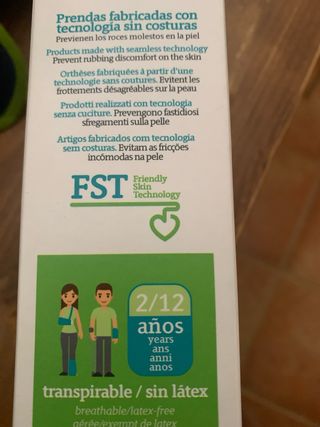 Prendas fabricadas con
tecnología sin costuras
Previenen los roces molestos en la piel
Products made with seamless technology
Prevent rubbing discomfort on the skin
Orthèses fabriquées à partir d'une
technologie sans coutures. Evitent les
frottements désagréables sur la peau
Prodotti realizzati con tecnologia
senza cuciture. Prevengono fastidiosi
sfregamenti sulla pelle
Artigos fabricados com tecnologia
sem costuras. Evitam as fricções
incómodas na pele
FST Friendly
Skin
Technology
2/12
años
years
ans
anni
anos
transpirable / sin látex
breathable/latex-free
aérée/exempt de latex